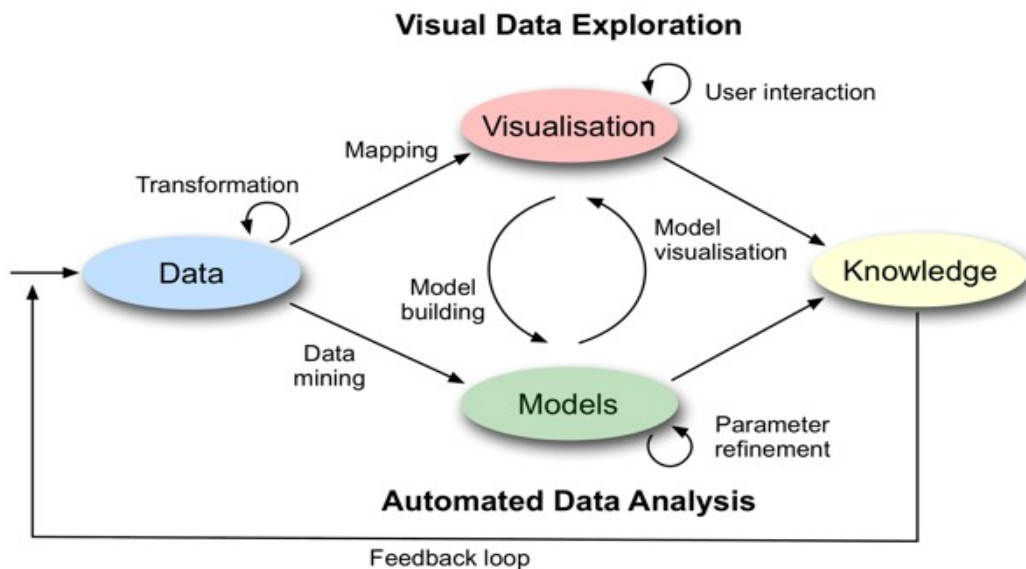 Visual Data Exploration
User interaction
Visualisation
Mapping
Transformation
Model
visualisation
Data
Knowledge
Model
building
Data
mining
Models
Parameter
refinement
Automated Data Analysis
Feedback loop